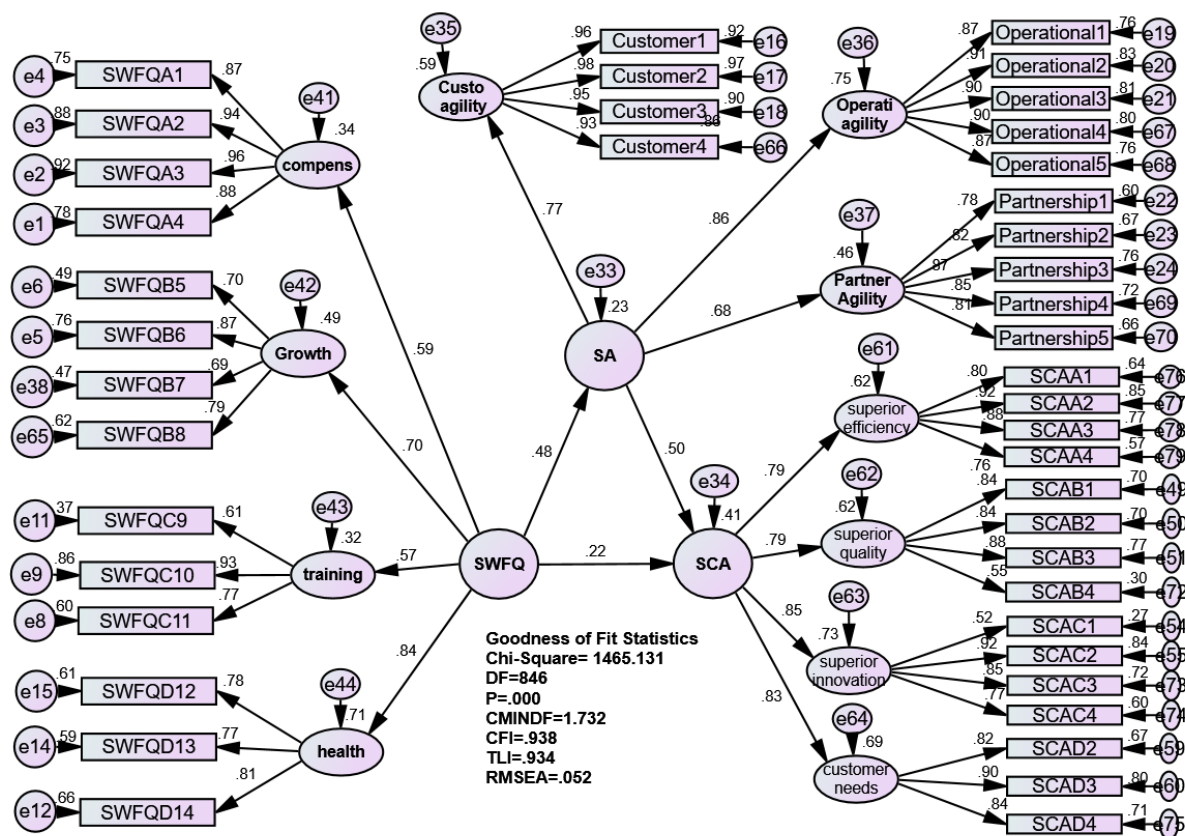 e4 .75 SWFQA1 .87
e3 .88 SWFQA2 .94
e2 .92 SWFQA3 .96
e1 .78 SWFQA4 .88
e41
.34
compens
.59
e6 .49 SWFQB5 .70
e5 .76 SWFQB6 .87
e38 .47 SWFQB7 .69
e65 .62 SWFQB8 .79
e42
.49
Growth
.70
e11 .37 SWFQC9 .61
e9 .86 SWFQC10 .93
e8 .60 SWFQC11 .77
e43
.32
training
.57
e15 .61 SWFQD12 .78
e14 .59 SWFQD13 .77
e12 .66 SWFQD14 .81
e44
.71
health
.84
SWFQ
.48
.22
e35
.59
Custo
agility
.77
.96 Customer1 .92 e16
.98 Customer2 .97 e17
.95 Customer3 .90 e18
.93 Customer4 .86 e66
e33
.23
SA
.86
.68
.50
e36
.75
Operati
agility
.87 Operational1 .76 e19
.91 Operational2 .83 e20
.90 Operational3 .81 e21
.90 Operational4 .80 e67
.87 Operational5 .76 e68
e37
.46
Partner
Agility
.78 Partnership1 .60 e22
.82 Partnership2 .67 e23
.87 Partnership3 .76 e24
.85 Partnership4 .72 e69
.81 Partnership5 .66 e70
e34
.41
SCA
.79
.79
.85
.83
e61
.62
superior
efficiency
.80 SCAA1 .64 e76
.92 SCAA2 .85 e77
.88 SCAA3 .77 e78
.76 SCAA4 .57 e79
e62
.62
superior
quality
.84 SCAB1 .70 e49
.84 SCAB2 .70 e50
.88 SCAB3 .77 e51
.55 SCAB4 .30 e72
e63
.73
superior
innovation
.52 SCAC1 .27 e54
.92 SCAC2 .84 e55
.85 SCAC3 .72 e73
.77 SCAC4 .60 e74
e64
.69
customer
needs
.82 SCAD2 .67 e59
.90 SCAD3 .80 e60
.84 SCAD4 .71 e75
Goodness of Fit Statistics
Chi-Square= 1465.131
DF=846
P=.000
CMINDF=1.732
CFI=.938
TLI=.934
RMSEA=.052